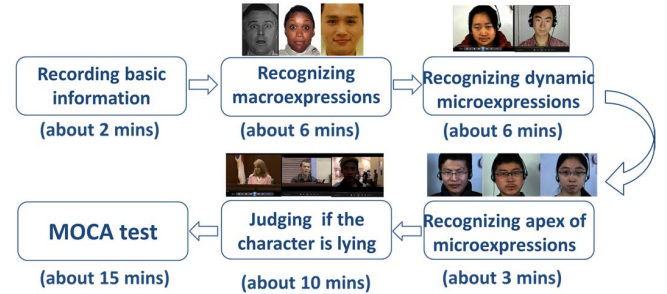 Recording basic
information
(about 2 mins)
Recognizing
macroexpressions
(about 6 mins)
Recognizing dynamic
microexpressions
(about 6 mins)
Recognizing apex of
microexpressions
(about 3 mins)
Judging if the
character is lying
(about 10 mins)
MOCA test
(about 15 mins)